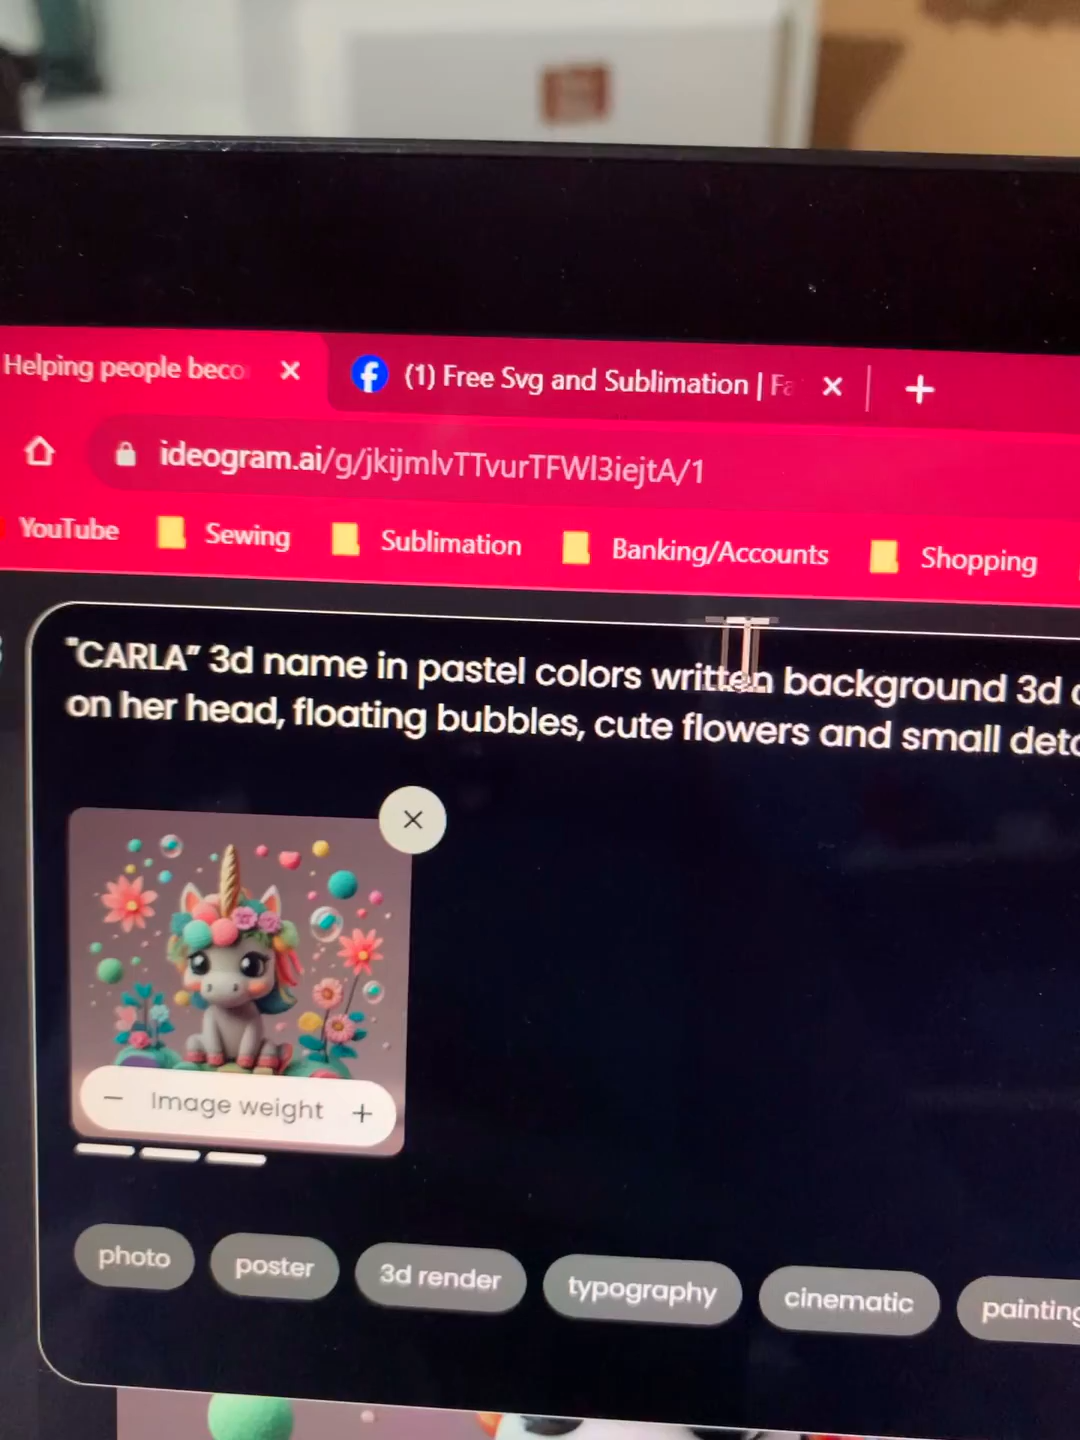 Helping people beco
(1) Free Svg and Sublimation | Fa
ideogram.ai/g/jkijmlvTTvurTFWl3iejtA/1
YouTube Sewing Sublimation Banking/Accounts Shopping
"CARLA” 3d name in pastel colors written background 3d
on her head, floating bubbles, cute flowers and small deta
− Image weight +
photo poster 3d render typography cinematic painting